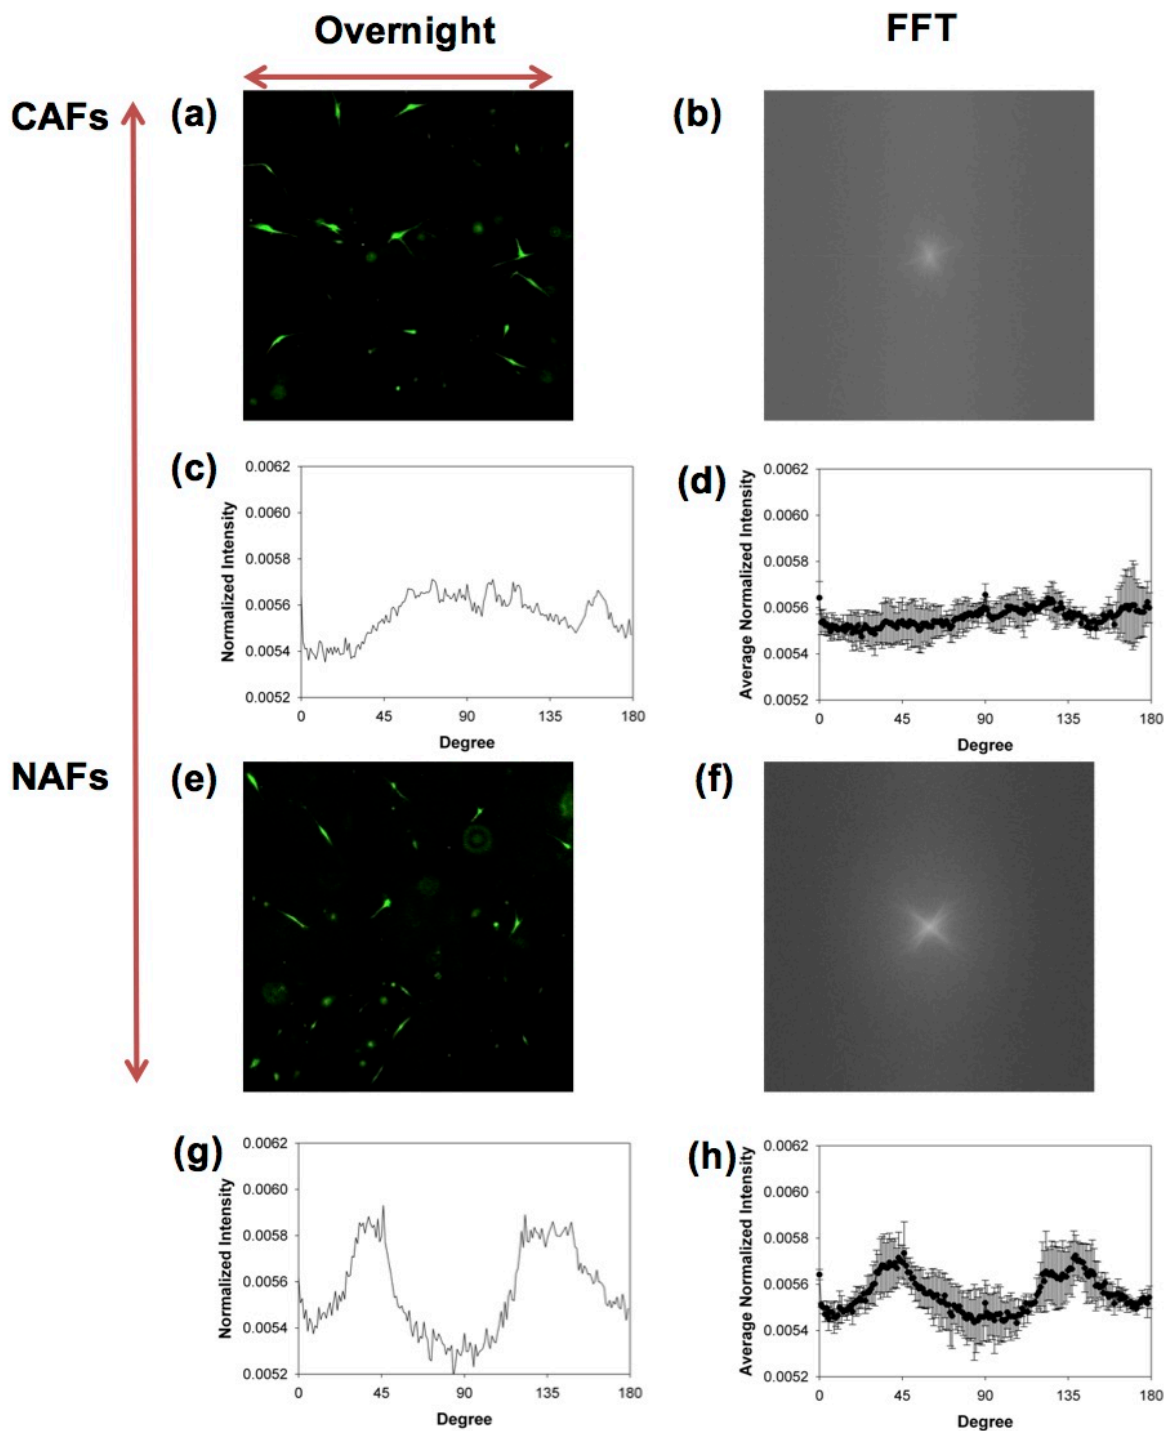 Overnight
FFT
CAFs
(a)
(b)
(c)
0.0062
0.0060
0.0058
0.0056
0.0054
0.0052
Normalized Intensity
0
45
90
135
180
Degree
(d)
0.0062
0.0060
0.0058
0.0056
0.0054
0.0052
Average Normalized Intensity
0
45
90
135
180
Degree
NAFs
(e)
(f)
(g)
0.0062
0.0060
0.0058
0.0056
0.0054
0.0052
Normalized Intensity
0
45
90
135
180
Degree
(h)
0.0062
0.0060
0.0058
0.0056
0.0054
0.0052
Average Normalized Intensity
0
45
90
135
180
Degree